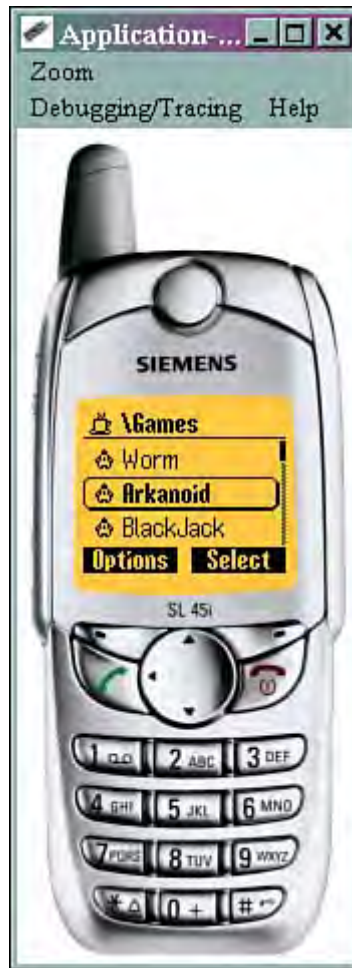 Application-...
Zoom
Debugging/Tracing Help
SIEMENS
\Games
Worm
Arkanoid
BlackJack
Options Select
SL 45i
1 2 ABC 3 DEF
4 GHI 5 JKL 6 MNO
7 PQRS 8 TUV 9 WXYZ
* 0 + #